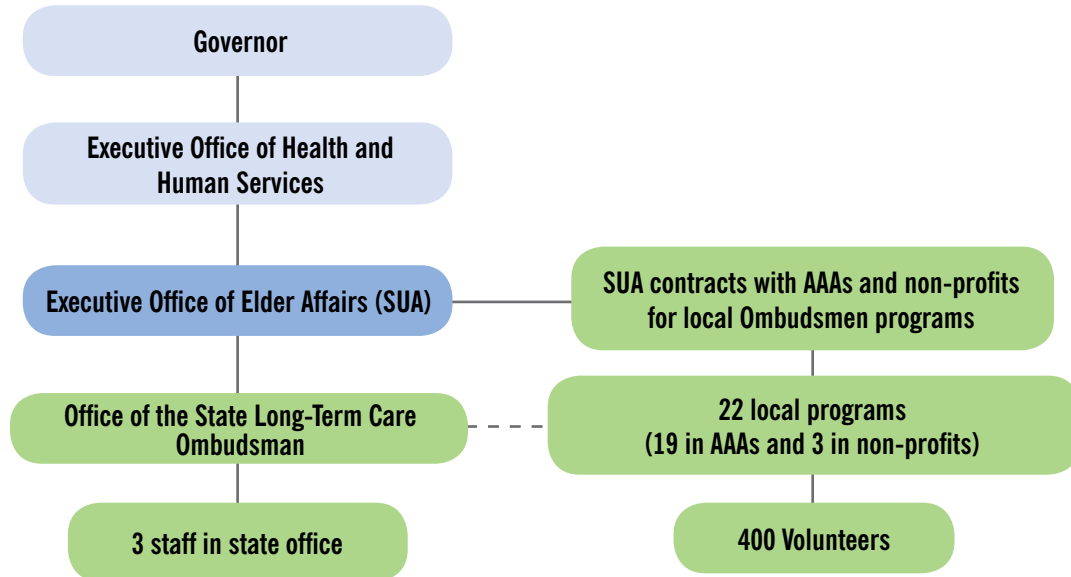 Governor
Executive Office of Health and
Human Services
Executive Office of Elder Affairs (SUA)
SUA contracts with AAAs and non-profits
for local Ombudsmen programs
Office of the State Long-Term Care
Ombudsman
22 local programs
(19 in AAAs and 3 in non-profits)
3 staff in state office
400 Volunteers